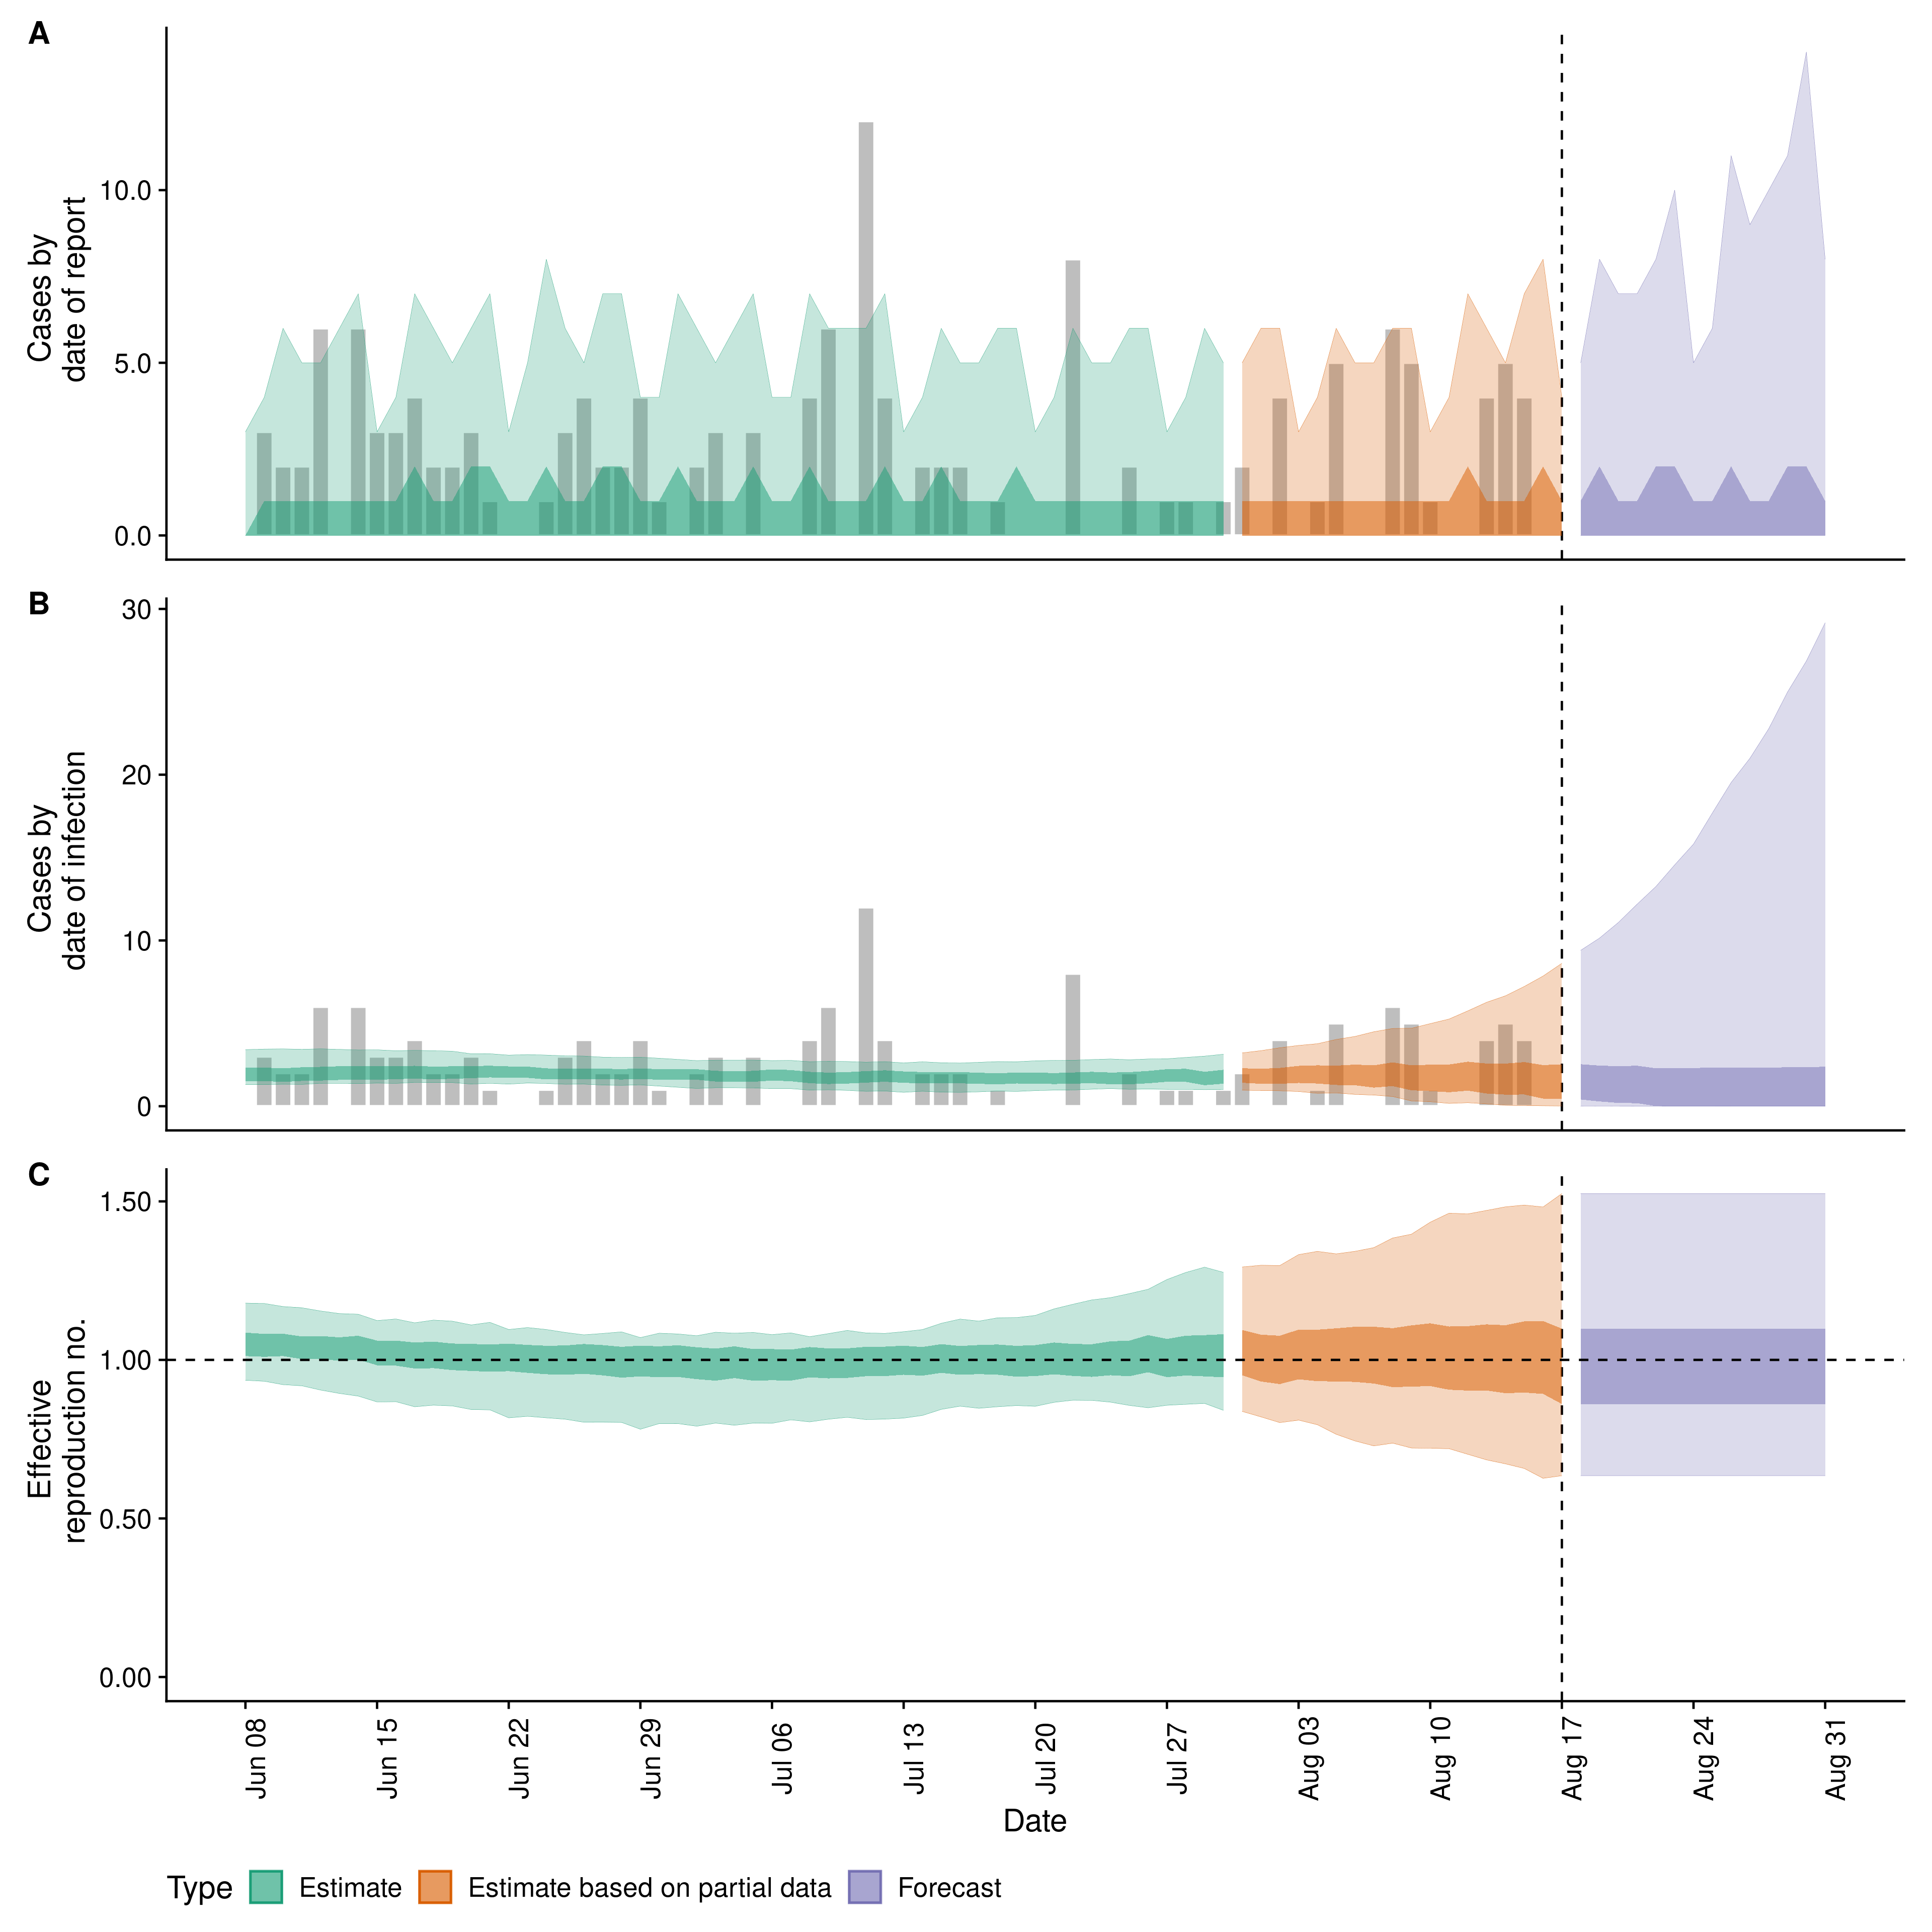 A
Cases by
date of report
10.0
5.0
0.0
B
Cases by
date of infection
30
20
10
0
C
Effective
reproduction no.
1.50
1.00
0.50
0.00
Jun 08
Jun 15
Jun 22
Jun 29
Jul 06
Jul 13
Jul 20
Jul 27
Aug 03
Aug 10
Aug 17
Aug 24
Aug 31
Date
Type Estimate Estimate based on partial data Forecast